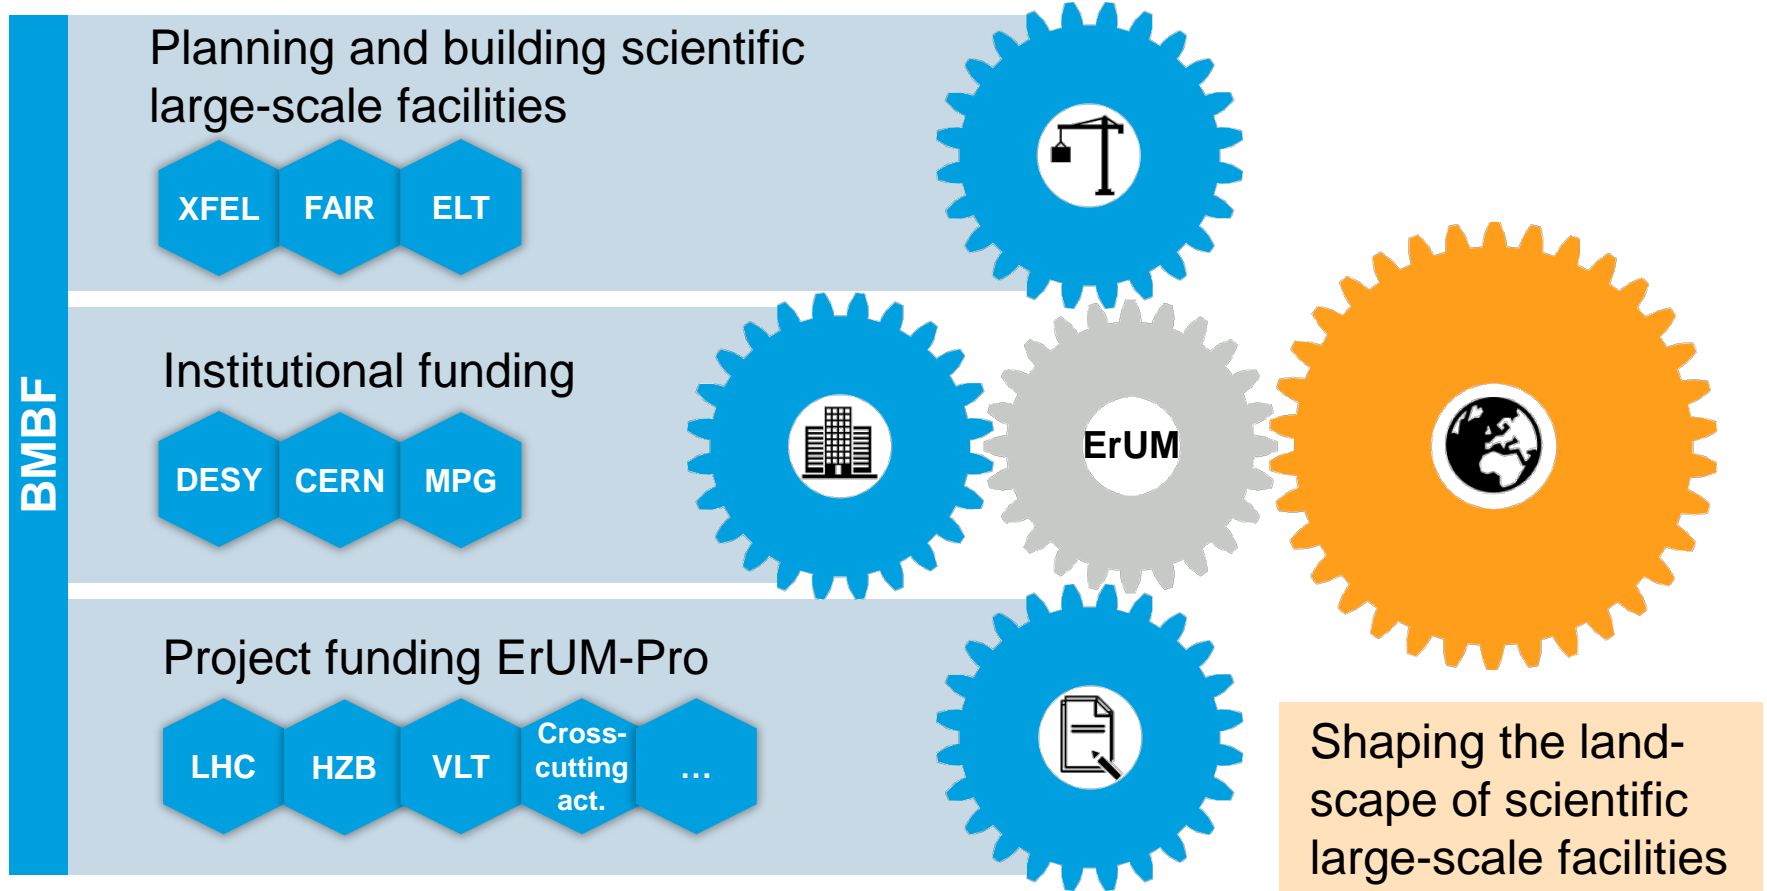 BMBF
Planning and building scientific
large-scale facilities
XFEL
FAIR
ELT
Institutional funding
DESY
CERN
MPG
ErUM
Project funding ErUM-Pro
LHC
HZB
VLT
Cross-
cutting
act.
...
Shaping the land-
scape of scientific
large-scale facilities